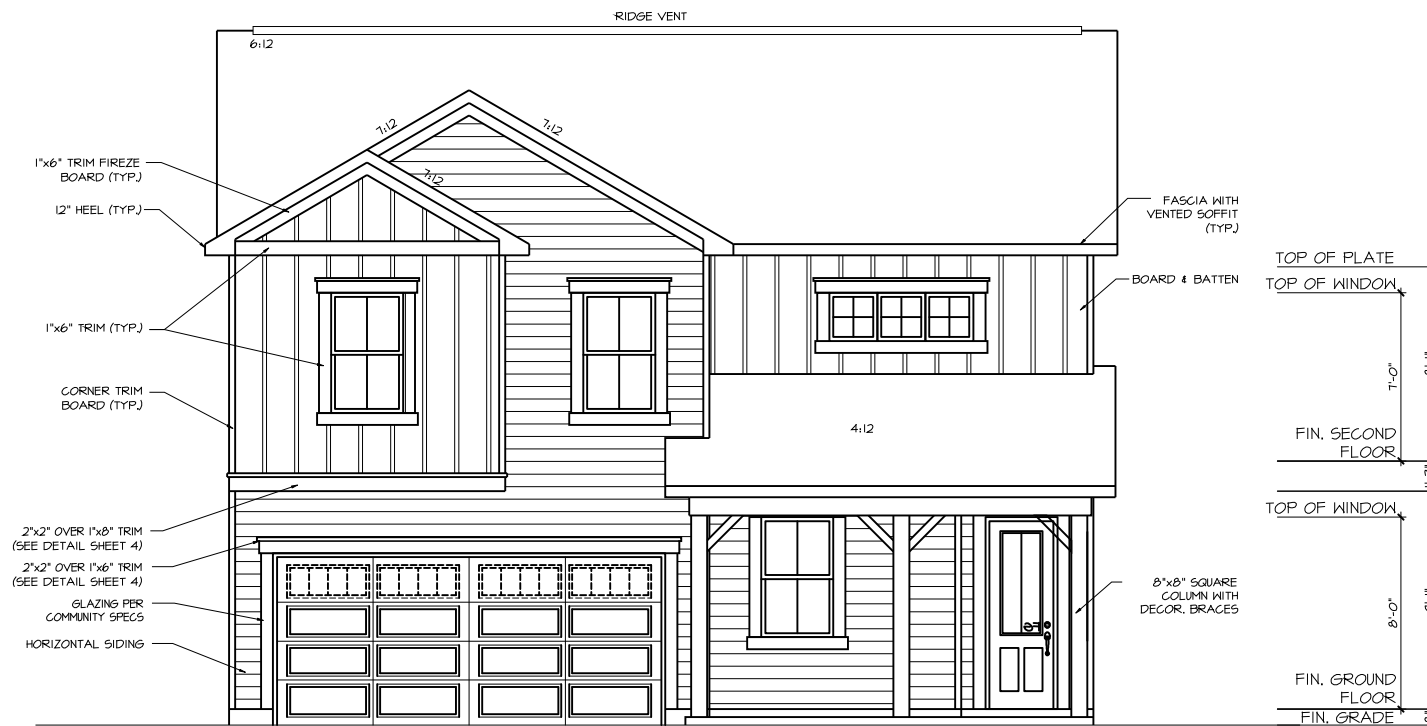 RIDGE VENT
6:12
7:12
7:12
7:12
1"x6" TRIM FIREZE
BOARD (TYP.)
12" HEEL (TYP.)
FASCIA WITH
VENTED SOFFIT
(TYP.)
TOP OF PLATE
BOARD & BATTEN
TOP OF WINDOW
1"x6" TRIM (TYP.)
7'-0"
CORNER TRIM
BOARD (TYP.)
4:12
FIN. SECOND
FLOOR
TOP OF WINDOW
2"x2" OVER 1"x8" TRIM
(SEE DETAIL SHEET 4)
2"x2" OVER 1"x6" TRIM
(SEE DETAIL SHEET 4)
8"x8" SQUARE
COLUMN WITH
DECOR. BRACES
GLAZING PER
COMMUNITY SPECS
8'-0"
HORIZONTAL SIDING
FIN. GROUND
FLOOR
FIN. GRADE